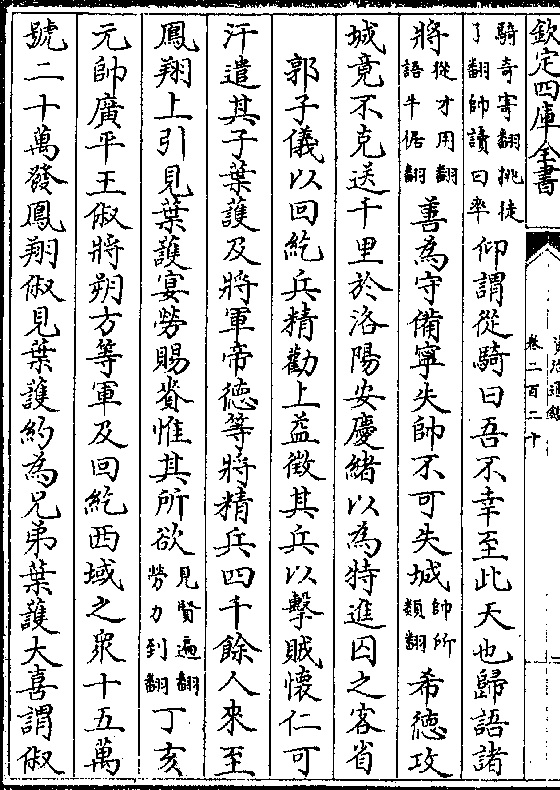 欽定四庫全書
卷二百二十
騎奇寄翻挑徒
了翻帥讀曰率
仰謂從騎曰吾不幸至此天也歸語諸
將
從才用翻
語牛倨翻
善為守備寧失帥不可失城
帥所
類翻
希德攻
城竟不克送千里於洛陽安慶緒以為特進囚之客省
郭子儀以回紇兵精勸上益徵其兵以擊賊懷仁可
汗遣其子葉護及將軍帝德等將精兵四千餘人來至
鳳翔上引見葉護宴勞賜賚惟其所欲
見賢遍翻
勞力到翻
丁亥
元帥廣平王俶將朔方等軍及回紇西域之衆十五萬
號二十萬發鳳翔俶見葉護約為兄弟葉護大喜謂俶